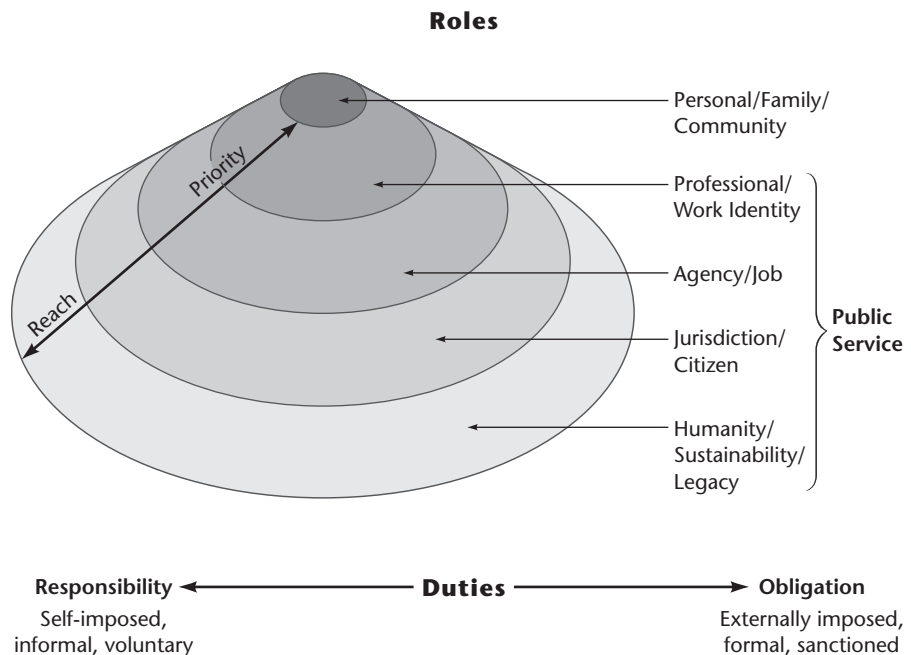 Roles
Personal/Family/
Community
Priority
Professional/
Work Identity
Agency/Job
Reach
Public
Service
Jurisdiction/
Citizen
Humanity/
Sustainability/
Legacy
Responsibility
Duties
Obligation
Self-imposed,
informal, voluntary
Externally imposed,
formal, sanctioned